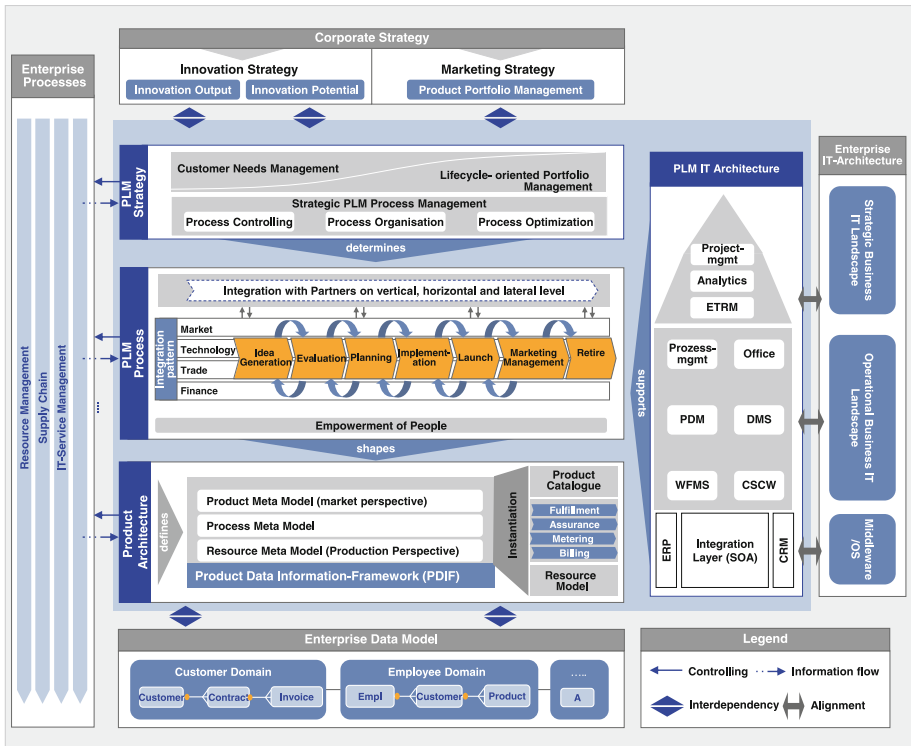 Corporate Strategy
Innovation Strategy
Innovation Output
Innovation Potential
Marketing Strategy
Product Portfolio Management
Enterprise
Processes
Resource Management
Supply Chain
IT-Service Management
....
PLM
Strategy
Customer Needs Management
Lifecycle- oriented Portfolio
Management
Strategic PLM Process Management
Process Controlling
Process Organisation
Process Optimization
determines
PLM
Process
Integration with Partners on vertical, horizontal and lateral level
Integration
pattern
Market
Technology
Trade
Finance
Idea
Generation
Evaluation
Planning
Implement-
ation
Launch
Marketing
Management
Retire
Empowerment of People
shapes
Product
Architecture
defines
Product Meta Model (market perspective)
Process Meta Model
Resource Meta Model (Production Perspective)
Product Data Information-Framework (PDIF)
Instantiation
Product
Catalogue
Fulfillment
Assurance
Metering
Billing
Resource
Model
supports
PLM IT Architecture
Project-
mgmt
Analytics
ETRM
Prozess-
mgmt
Office
PDM
DMS
WFMS
CSCW
ERP
Integration
Layer (SOA)
CRM
Enterprise
IT-Architecture
Strategic Business
IT Landscape
Operational Business IT
Landscape
Middleware
/OS
Enterprise Data Model
Customer Domain
Customer
Contract
Invoice
Employee Domain
Empl
Customer
Product
.....
A
Legend
Controlling
Information flow
Interdependency
Alignment